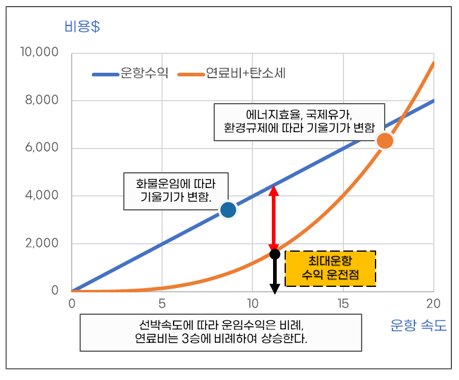 비용$
10,000
운항수익
연료비+탄소세
8,000
에너지효율, 국제유가,
환경규제에 따라 기울기가 변함
6,000
화물운임에 따라
기울기가 변함.
4,000
2,000
최대운항
수익 운전점
0
0
5
10
15
20
운항 속도
선박속도에 따라 운임수익은 비례,
연료비는 3승에 비례하여 상승한다.